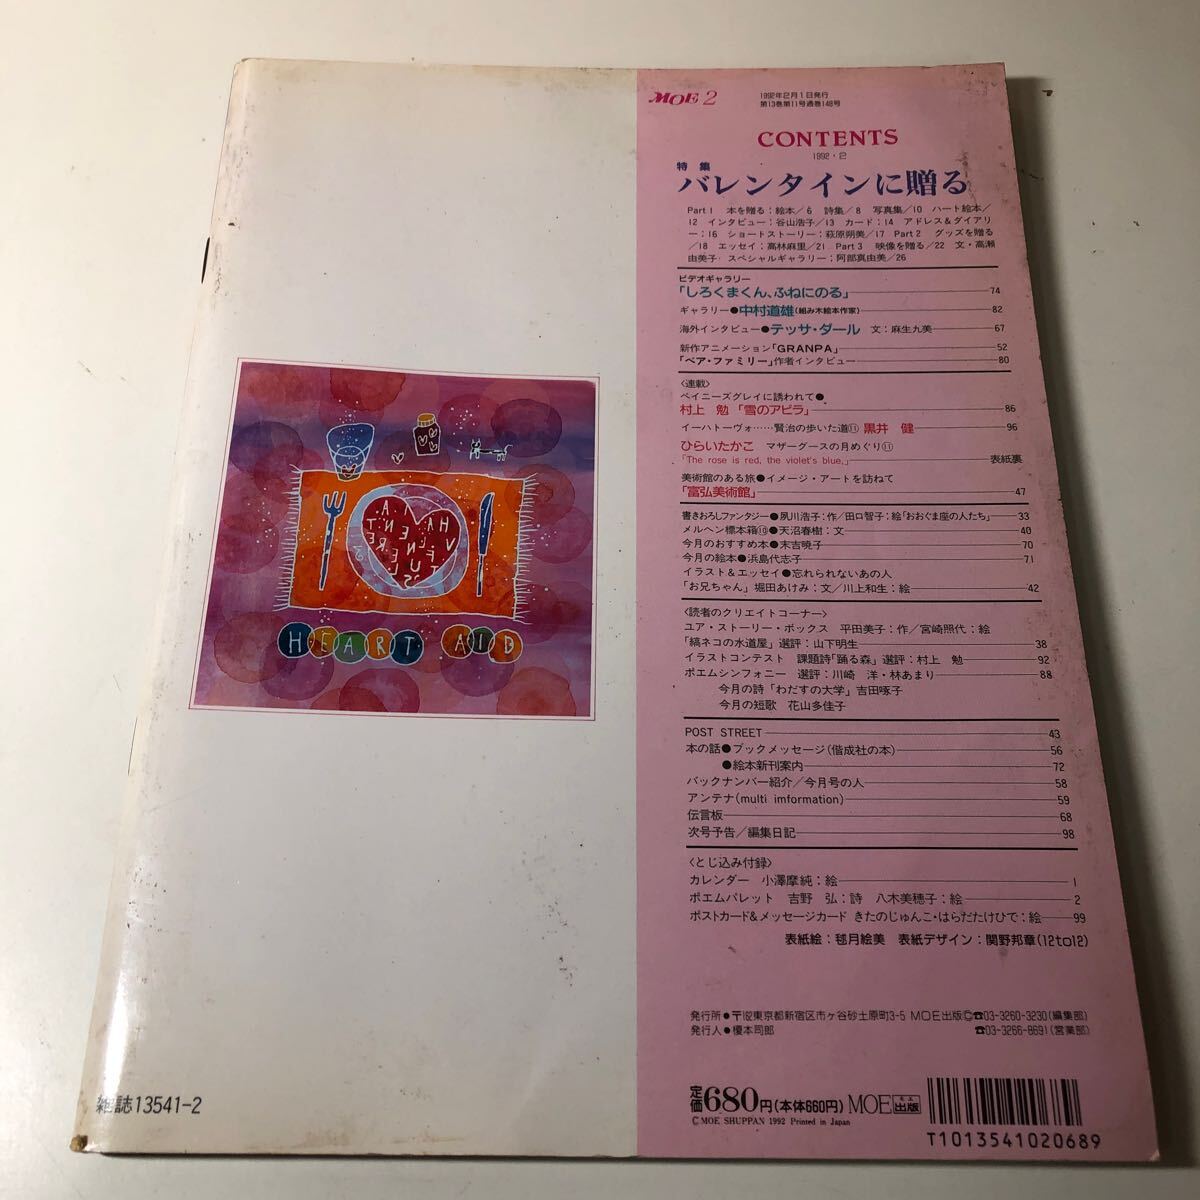 MOE 2
1992年2月1日発行
第13巻第11号通巻148号
CONTENTS
1992・2
特集
バレンタインに贈る
Part 1 本を贈る:絵本/6 詩集/8 写真集/10 ハート絵本/
12 インタビュー:谷山浩子/13 カード:14 アドレス&ダイアリ
ー:16 ショートストーリー:萩原朔美/17 Part 2 グッズを贈る
/18 エッセイ:高林麻里/21 Part 3 映像を贈る/22 文・高瀬
由美子 スペシャルギャラリー:阿部真由美/26
ビデオギャラリー
「しろくまくん、ふねにのる」 74
ギャラリー●中村道雄(組み木絵本作家) 82
海外インタビュー●テッサ・ダール 文:麻生九美 67
新作アニメーション「GRANPA」 52
「ベア・ファミリー」作者インタビュー 80
〈連載〉
ペイニーズグレイに誘われて●
村上 勉 「雪のアピラ」 86
イーハトーヴォ……賢治の歩いた道⑪ 黒井 健 96
ひらいたかこ マザーグースの月めぐり⑪
「The rose is red, the violet's blue,」 表紙裏
美術館のある旅●イメージ・アートを訪ねて
「富弘美術館」 47
書きおろしファンタジー●夙川浩子:作/田口智子:絵「おおぐま座の人たち」 33
メルヘン標本箱⑩●天沼春樹:文 40
今月のおすすめ本●末吉暁子 70
今月の絵本●浜島代志子 71
イラスト&エッセイ●忘れられないあの人
「お兄ちゃん」堀田あけみ:文/川上和生:絵 42
〈読者のクリエイトコーナー〉
ユア・ストーリー・ボックス 平田美子:作/宮崎照代:絵
「縞ネコの水道屋」選評:山下明生 38
イラストコンテスト 課題詩「踊る森」選評:村上 勉 92
ポエムシンフォニー 選評:川崎 洋・林あまり 88
今月の詩「わだすの大学」吉田啄子
今月の短歌 花山多佳子
POST STREET 43
本の話●ブックメッセージ(偕成社の本) 56
●絵本新刊案内 72
バックナンバー紹介/今月号の人 58
アンテナ(multi imformation) 59
伝言板 68
次号予告/編集日記 98
〈とじ込み付録〉
カレンダー 小澤摩純:絵 1
ポエムパレット 吉野 弘:詩 八木美穂子:絵 2
ポストカード&メッセージカード きたのじゅんこ・はらだたけひで:絵 99
表紙絵:毬月絵美 表紙デザイン:関野邦章(12to12)
発行所●〒162東京都新宿区市ヶ谷砂土原町3-5 MOE出版Ⓒ☎03-3260-3230(編集部)
発行人●榎本司郎 ☎03-3266-8691(営業部)
定価680円(本体660円) MOE出版
モエ
© MOE SHUPPAN 1992 Printed in Japan
T1013541020689
HEART AID
雑誌13541-2